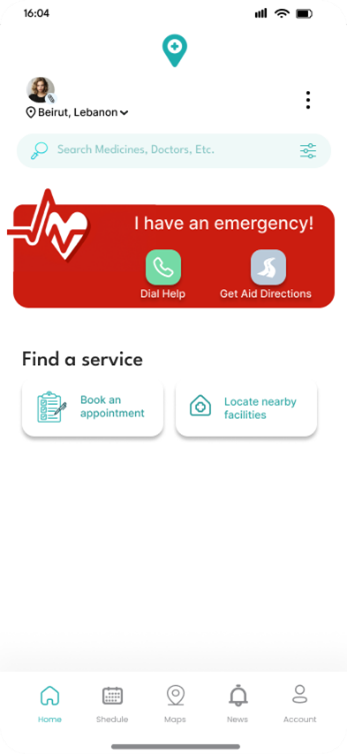 16:04
Beirut, Lebanon
Search Medicines, Doctors, Etc.
I have an emergency!
Dial Help
Get Aid Directions
Find a service
Book an
appointment
Locate nearby
facilities
Home
Shedule
Maps
News
Account